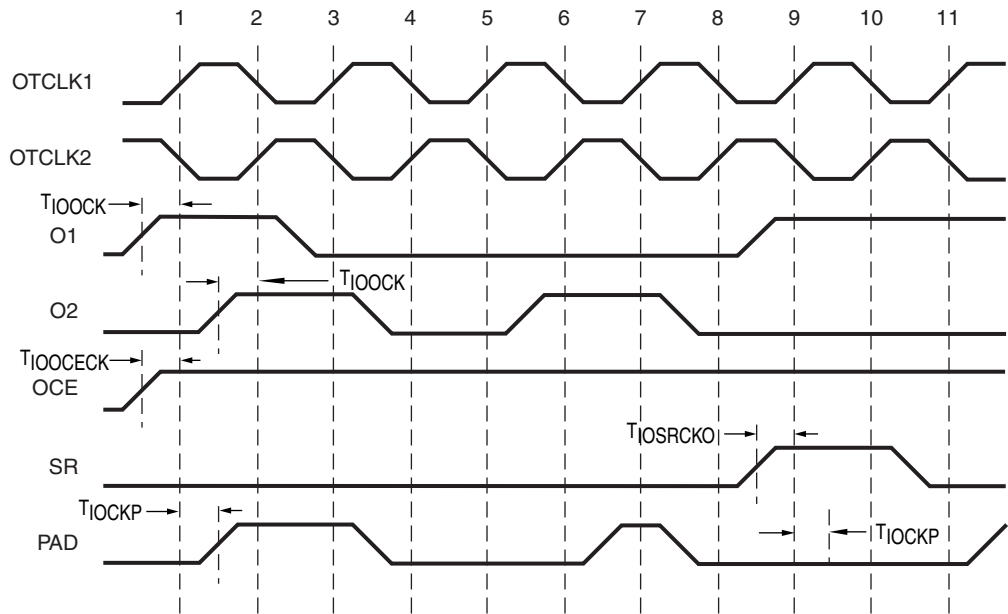 1 2 3 4 5 6 7 8 9 10 11
OTCLK1
OTCLK2
TIOOCK
O1
TIOOCK
O2
TIOOCECK
OCE
TIOSRCKO
SR
TIOCKP
PAD
TIOCKP